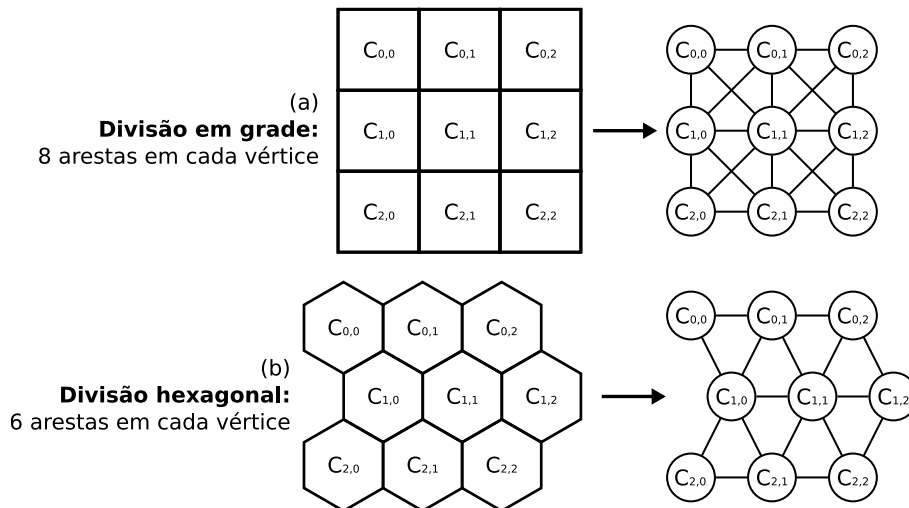 C0,0 C0,1 C0,2
C1,0 C1,1 C1,2
C2,0 C2,1 C2,2
(a)
Divisão em grade:
8 arestas em cada vértice
C0,0 C0,1 C0,2
C1,0 C1,1 C1,2
C2,0 C2,1 C2,2
C0,0 C0,1 C0,2
C1,0 C1,1 C1,2
C2,0 C2,1 C2,2
(b)
Divisão hexagonal:
6 arestas em cada vértice
C0,0 C0,1 C0,2
C1,0 C1,1 C1,2
C2,0 C2,1 C2,2